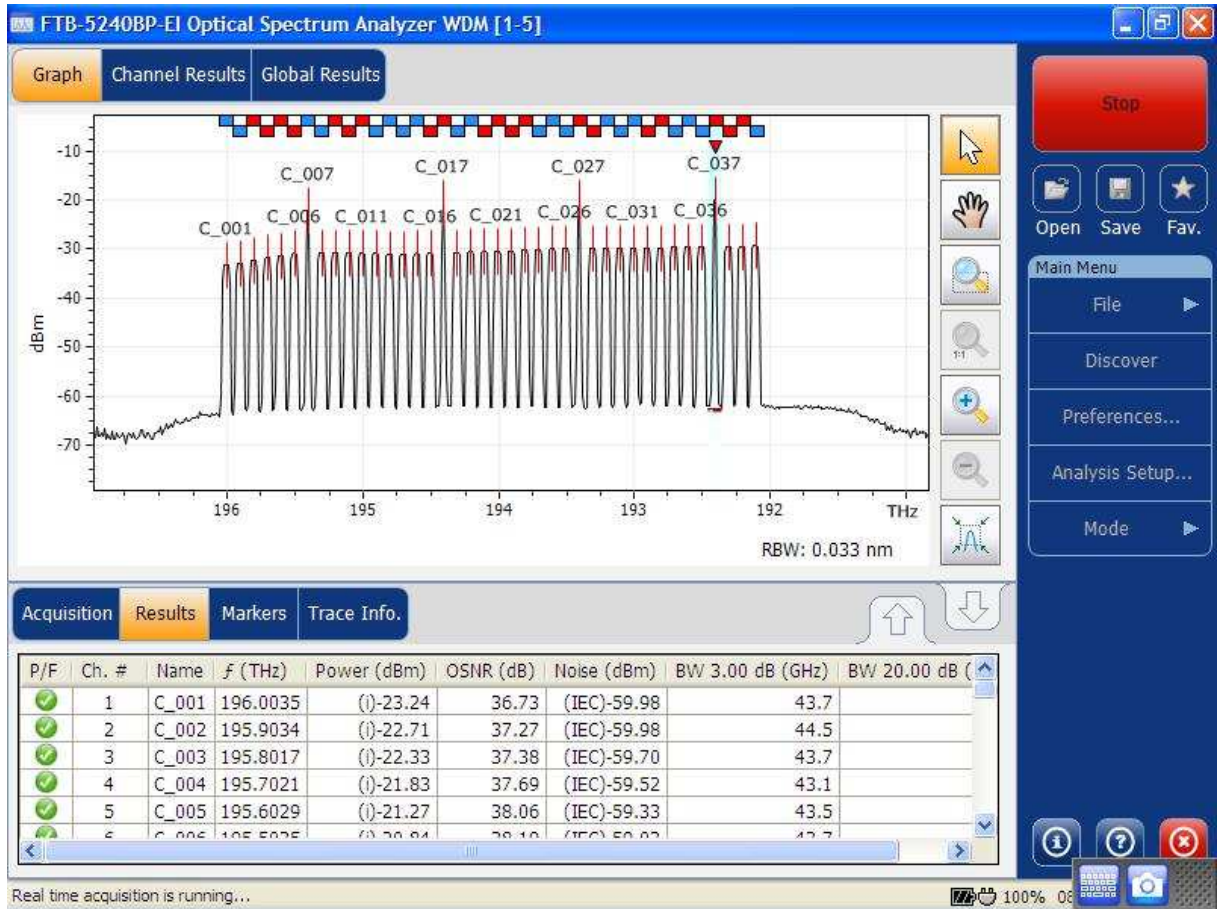 FTB-5240BP-EI Optical Spectrum Analyzer WDM [1-5]
Graph Channel Results Global Results
Stop
Open Save Fav.
Main Menu
File
Discover
Preferences...
Analysis Setup...
Mode
C_007 C_017 C_027 C_037
C_001 C_006 C_011 C_016 C_021 C_026 C_031 C_036
dBm
-10
-20
-30
-40
-50
-60
-70
196 195 194 193 192 THz
RBW: 0.033 nm
1:1
Acquisition Results Markers Trace Info.
P/F Ch. # Name ƒ (THz) Power (dBm) OSNR (dB) Noise (dBm) BW 3.00 dB (GHz) BW 20.00 dB (
1 C_001 196.0035 (i)-23.24 36.73 (IEC)-59.98 43.7
2 C_002 195.9034 (i)-22.71 37.27 (IEC)-59.98 44.5
3 C_003 195.8017 (i)-22.33 37.38 (IEC)-59.70 43.7
4 C_004 195.7021 (i)-21.83 37.69 (IEC)-59.52 43.1
5 C_005 195.6029 (i)-21.27 38.06 (IEC)-59.33 43.5
Real time acquisition is running...
100% 08